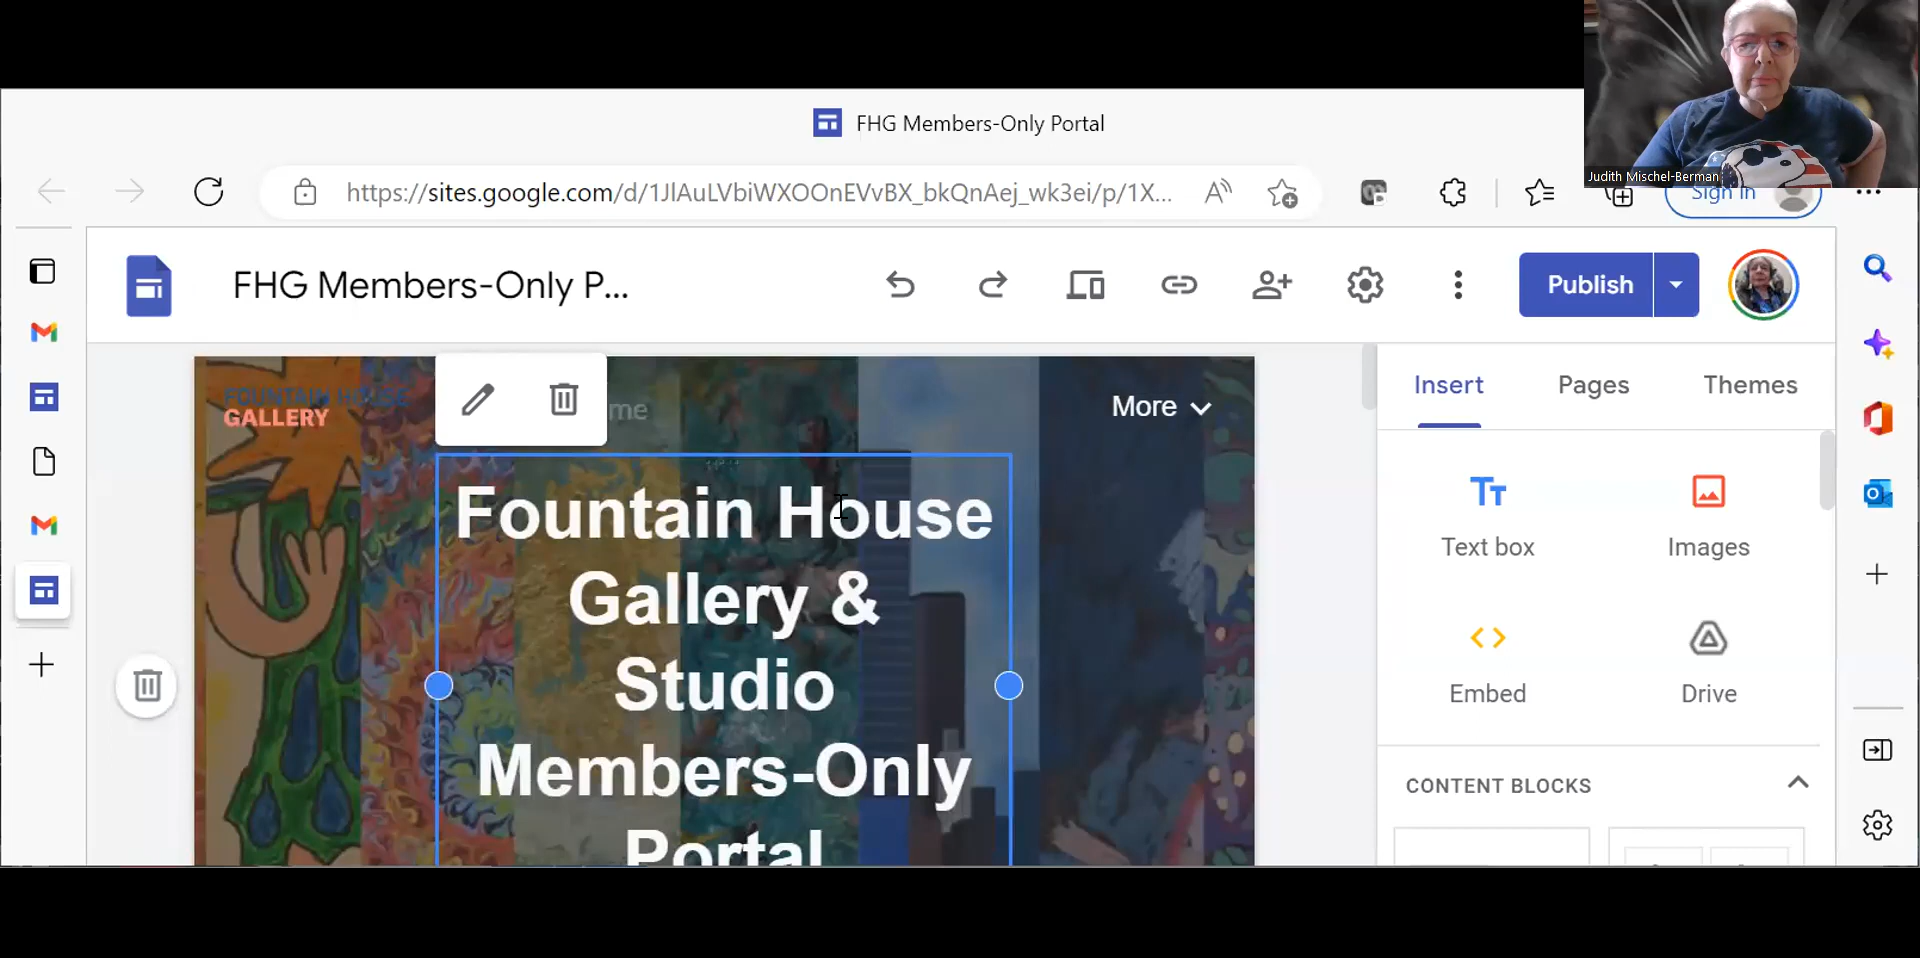 FHG Members-Only Portal
https://sites.google.com/d/1JlAuLVbiWXOOnEVvBX_bkQnAej_wk3ei/p/1X...
Sign in
Judith Mischel-Berman
FHG Members-Only P...
Publish
FOUNTAIN HOUSE
GALLERY
me
More
Fountain House
Gallery &
Studio
Members-Only
Portal
Insert
Pages
Themes
Text box
Images
Embed
Drive
CONTENT BLOCKS